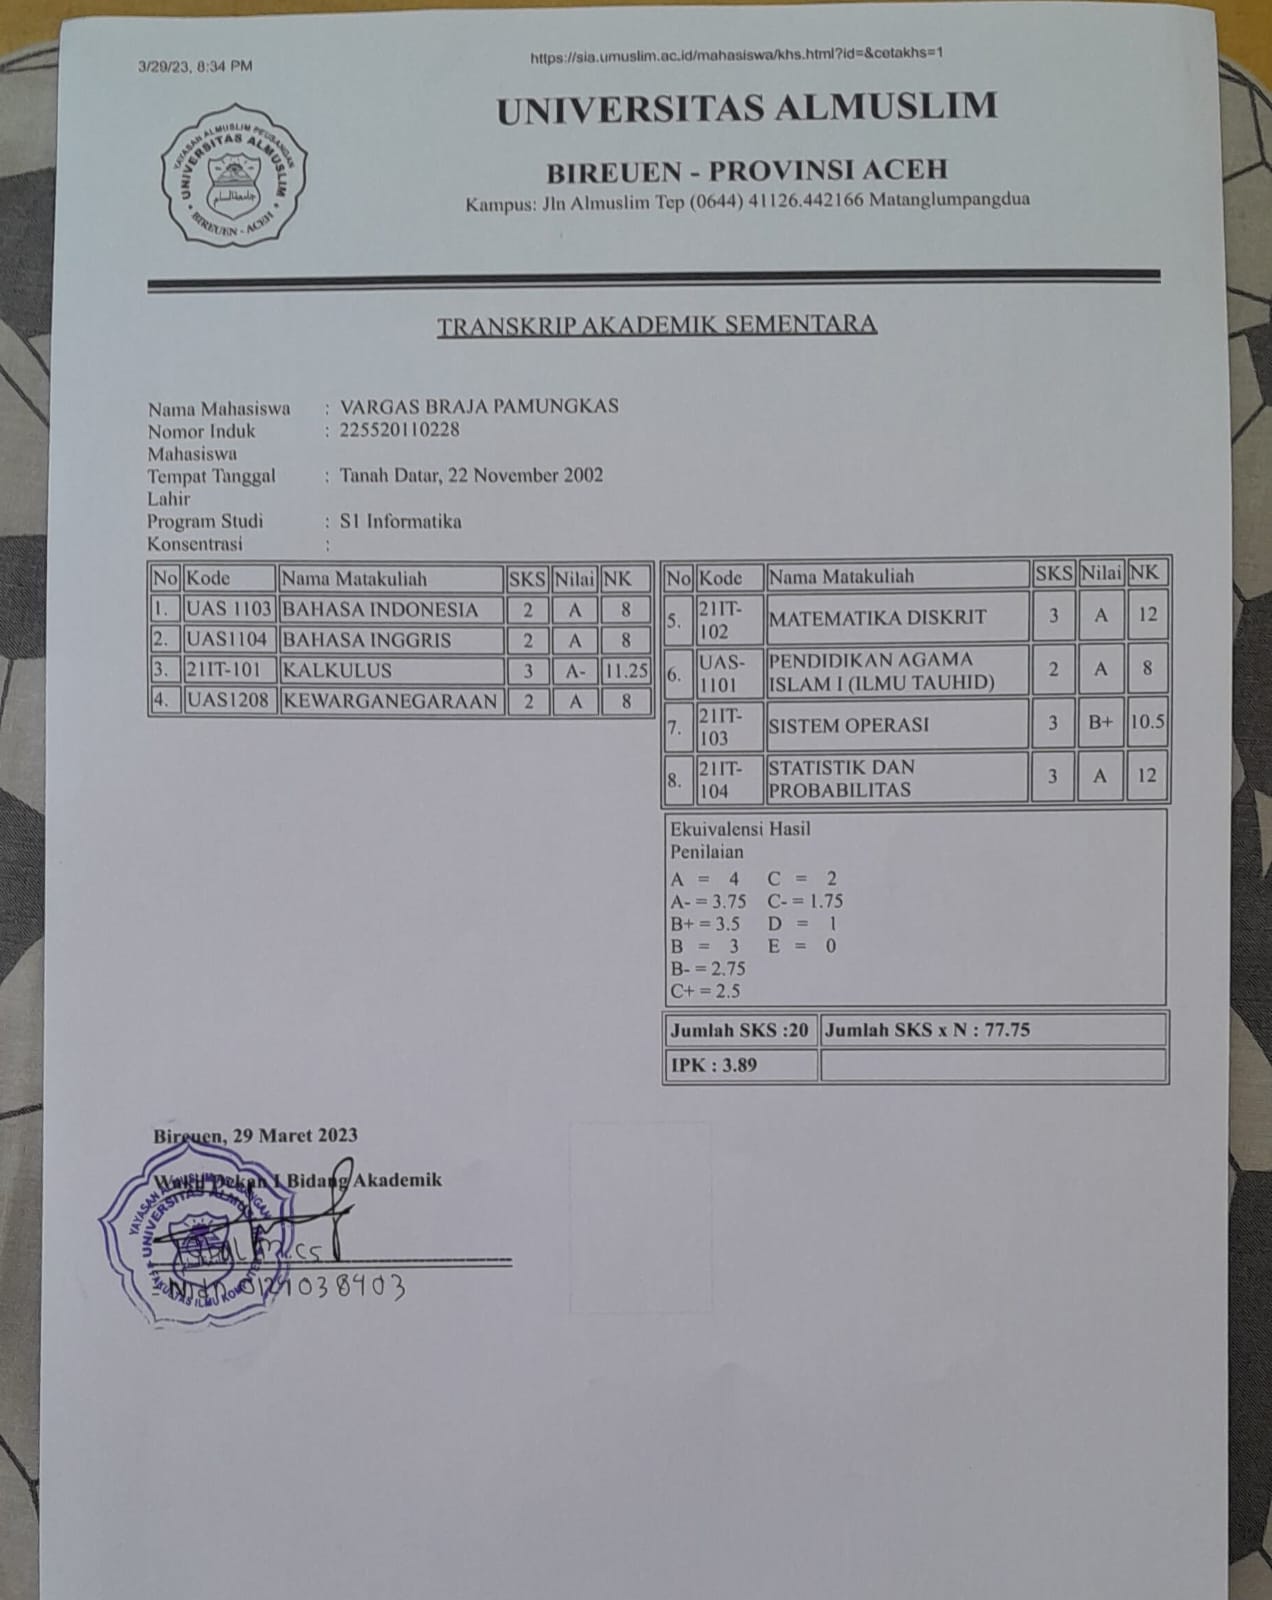 3/29/23, 8:34 PM
https://sia.umuslim.ac.id/mahasiswa/khs.html?id=&cetakhs=1
YAYASAN ALMUSLIM PEUSANGAN
UNIVERSITAS ALMUSLIM
BIREUEN - ACEH
UNIVERSITAS ALMUSLIM
BIREUEN - PROVINSI ACEH
Kampus: Jln Almuslim Tep (0644) 41126.442166 Matanglumpangdua
TRANSKRIP AKADEMIK SEMENTARA
Nama Mahasiswa : VARGAS BRAJA PAMUNGKAS
Nomor Induk : 225520110228
Mahasiswa
Tempat Tanggal : Tanah Datar, 22 November 2002
Lahir
Program Studi : S1 Informatika
Konsentrasi :
No Kode Nama Matakuliah SKS Nilai NK
1. UAS 1103 BAHASA INDONESIA 2 A 8
2. UAS1104 BAHASA INGGRIS 2 A 8
3. 21IT-101 KALKULUS 3 A- 11.25
4. UAS1208 KEWARGANEGARAAN 2 A 8
No Kode Nama Matakuliah SKS Nilai NK
5. 21IT-102 MATEMATIKA DISKRIT 3 A 12
6. UAS-1101 PENDIDIKAN AGAMA ISLAM I (ILMU TAUHID) 2 A 8
7. 21IT-103 SISTEM OPERASI 3 B+ 10.5
8. 21IT-104 STATISTIK DAN PROBABILITAS 3 A 12
Ekuivalensi Hasil
Penilaian
A = 4 C = 2
A- = 3.75 C- = 1.75
B+ = 3.5 D = 1
B = 3 E = 0
B- = 2.75
C+ = 2.5
Jumlah SKS :20 Jumlah SKS x N : 77.75
IPK : 3.89
Bireuen, 29 Maret 2023
Wakil Dekan I Bidang Akademik
YAYASAN ALMUSLIM PEUSANGAN
UNIVERSITAS ALMUSLIM
FAKULTAS ILMU KOMPUTER
Iqbal M.Cs
Nidn 0129038403